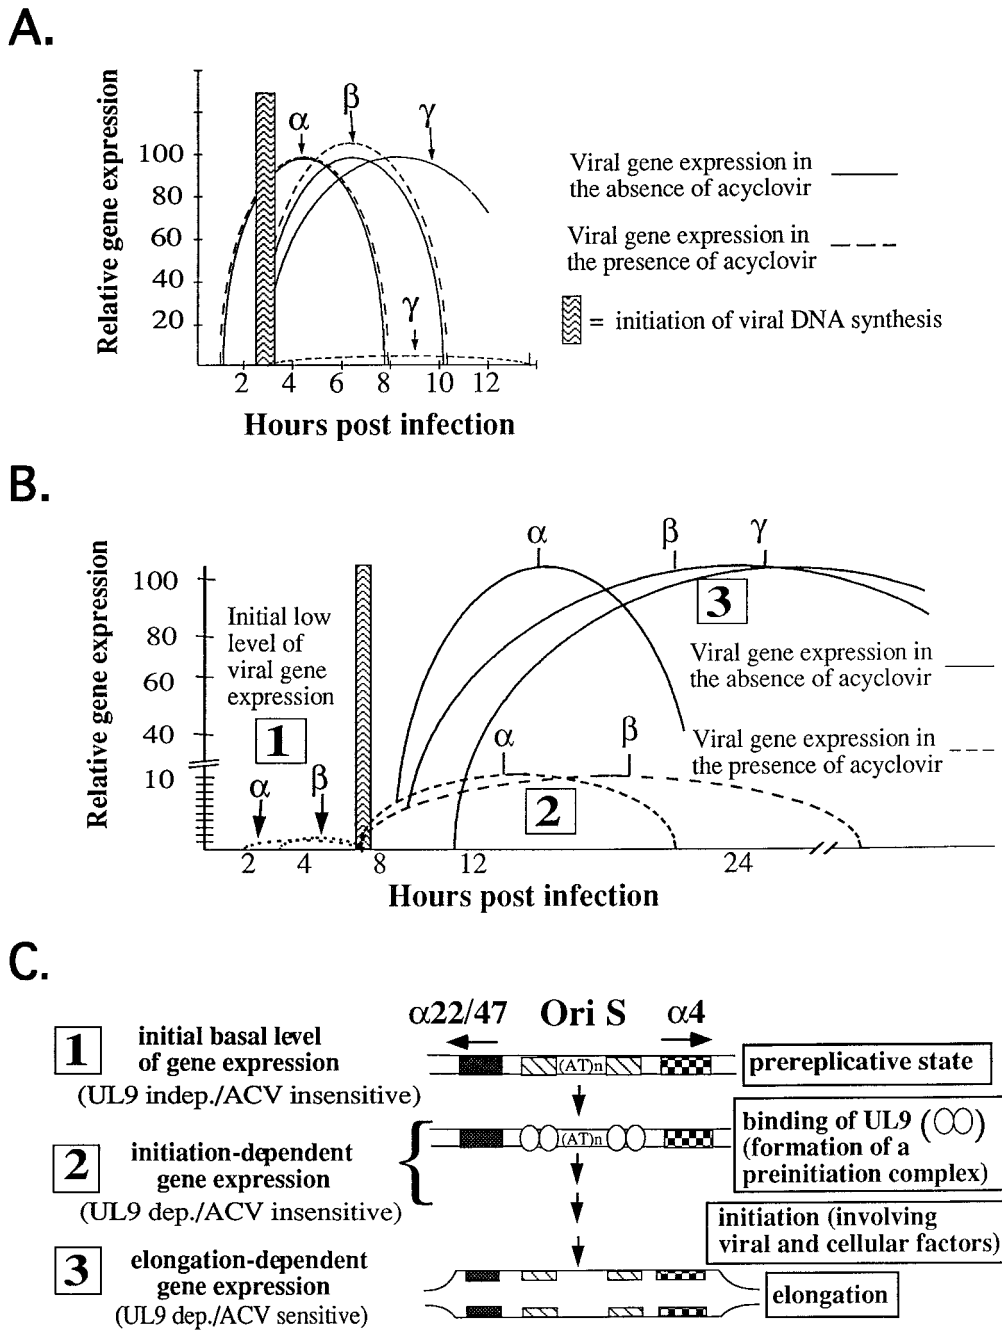 A.
Relative gene expression
100
80
60
40
20
α
β
γ
γ
2 4 6 8 10 12
Hours post infection
Viral gene expression in
the absence of acyclovir
Viral gene expression in
the presence of acyclovir
= initiation of viral DNA synthesis
B.
Relative gene expression
100
80
60
40
10
Initial low
level of
viral gene
expression
1
α
β
α
β
γ
3
Viral gene expression in
the absence of acyclovir
α
β
Viral gene expression in
the presence of acyclovir
2
2 4 8 12 24
Hours post infection
C.
α22/47 Ori S α4
1
initial basal level
of gene expression
(UL9 indep./ACV insensitive)
(AT)n
prereplicative state
2
initiation-dependent
gene expression
(UL9 dep./ACV insensitive)
(AT)n
binding of UL9 ( )
(formation of a
preinitiation complex)
initiation (involving
viral and cellular factors)
3
elongation-dependent
gene expression
(UL9 dep./ACV sensitive)
elongation